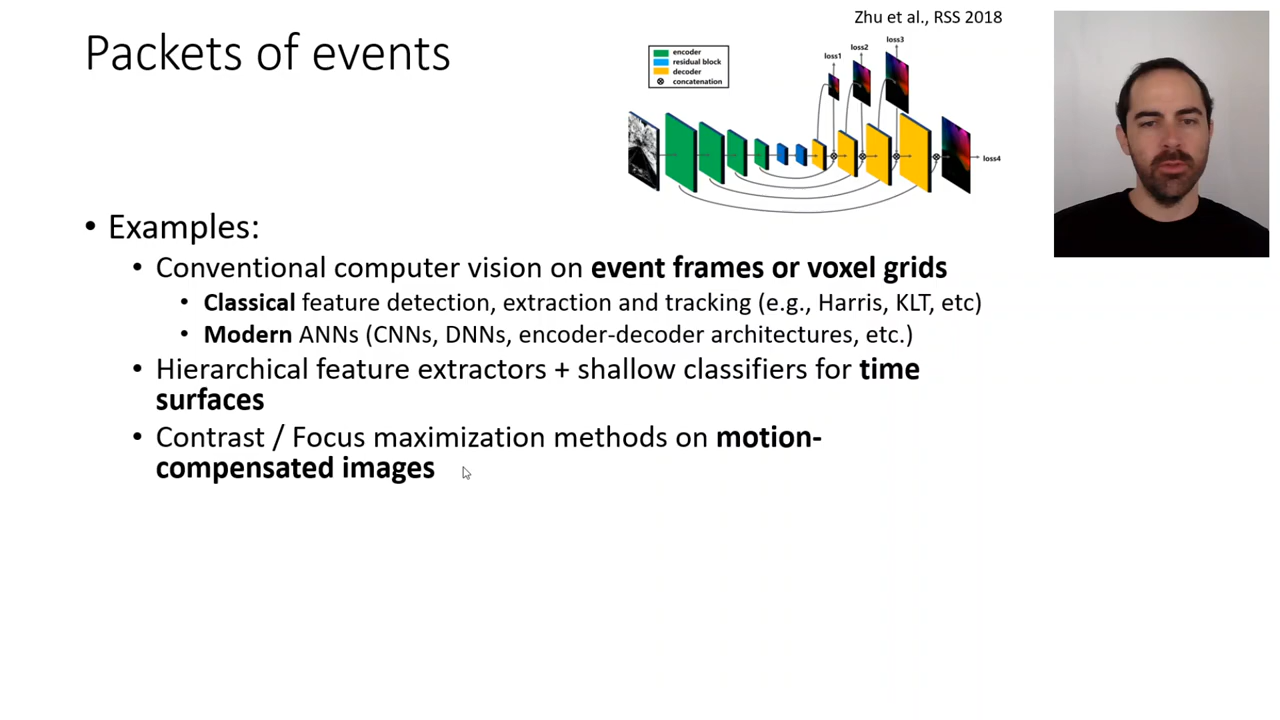 Zhu et al., RSS 2018
Packets of events
encoder
residual block
decoder
concatenation
loss1
loss2
loss3
loss4
• Examples:
• Conventional computer vision on event frames or voxel grids
• Classical feature detection, extraction and tracking (e.g., Harris, KLT, etc)
• Modern ANNs (CNNs, DNNs, encoder-decoder architectures, etc.)
• Hierarchical feature extractors + shallow classifiers for time
surfaces
• Contrast / Focus maximization methods on motion-
compensated images